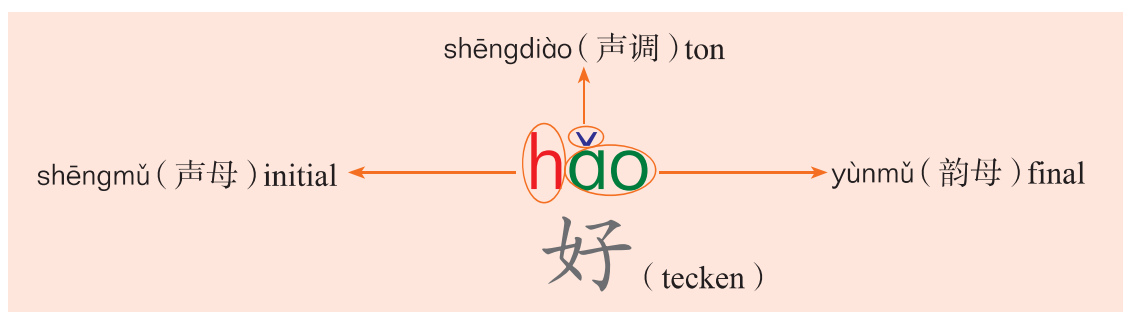 shēngdiào（声调）ton
shēngmǔ（声母）initial
hǎo
yùnmǔ（韵母）final
好（tecken）